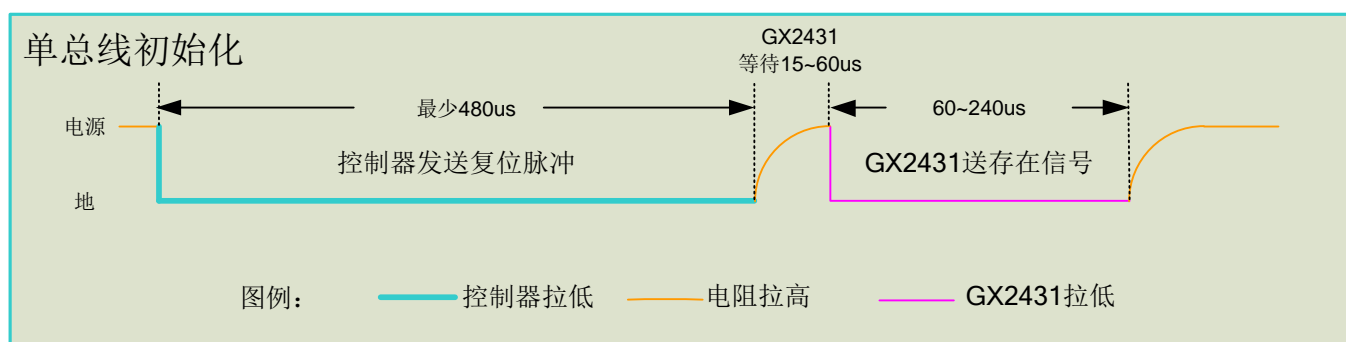 单总线初始化
GX2431
等待15~60us
最少480us
60~240us
电源
控制器发送复位脉冲
GX2431送存在信号
地
图例：
控制器拉低
电阻拉高
GX2431拉低